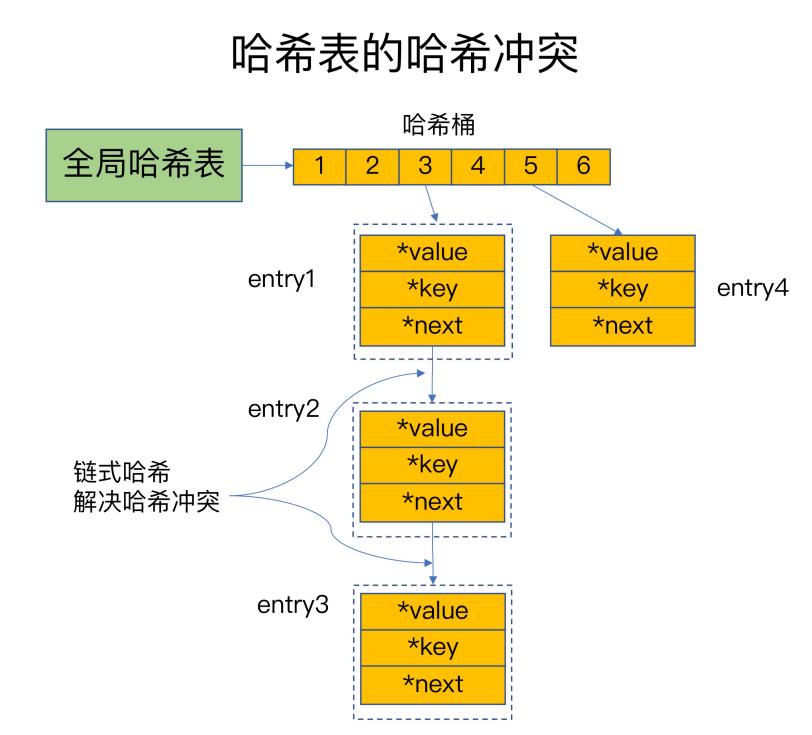 哈希表的哈希冲突
哈希桶
全局哈希表
1 2 3 4 5 6
entry1
*value
*key
*next
*value
*key
*next
entry4
entry2
*value
*key
*next
链式哈希
解决哈希冲突
entry3
*value
*key
*next